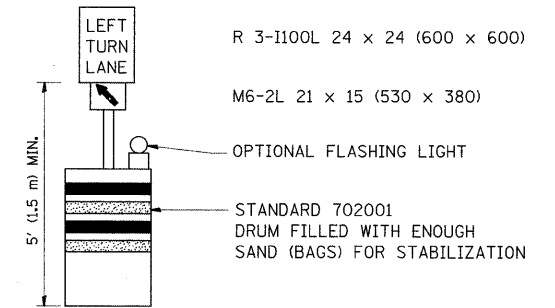 LEFT
TURN
LANE
R 3-I100L 24 x 24 (600 x 600)
M6-2L 21 x 15 (530 x 380)
OPTIONAL FLASHING LIGHT
5' (1.5 m) MIN.
STANDARD 702001
DRUM FILLED WITH ENOUGH
SAND (BAGS) FOR STABILIZATION